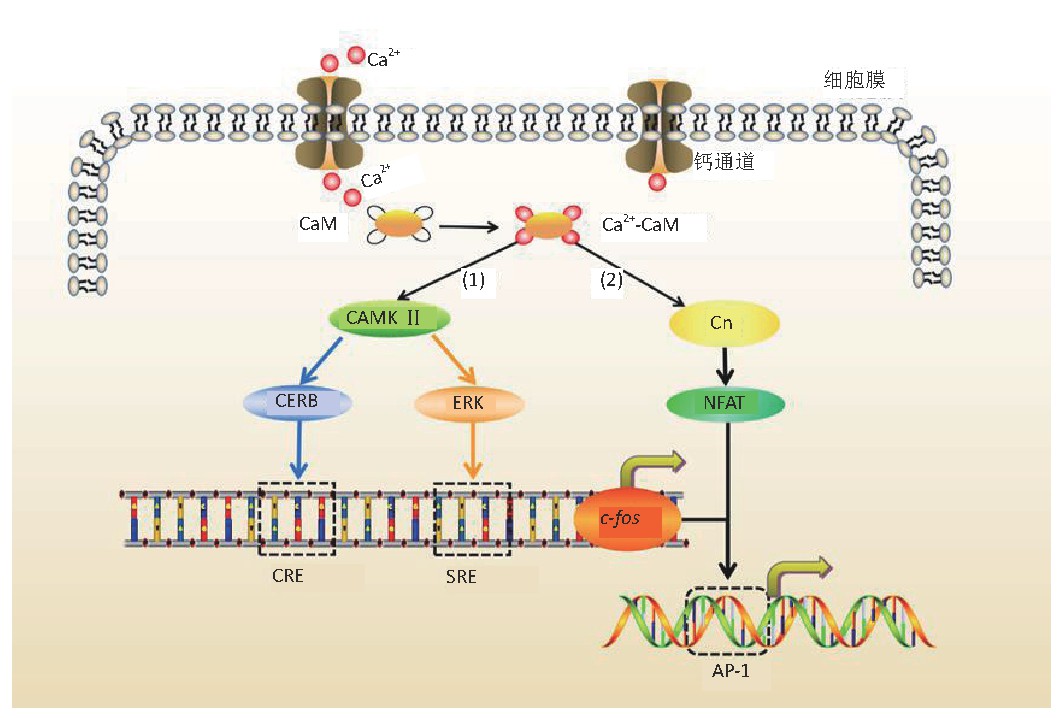 Ca²⁺
细胞膜
钙通道
Ca²⁺
CaM
Ca²⁺-CaM
(1)
(2)
CAMK Ⅱ
Cn
CERB
ERK
NFAT
c-fos
CRE
SRE
AP-1